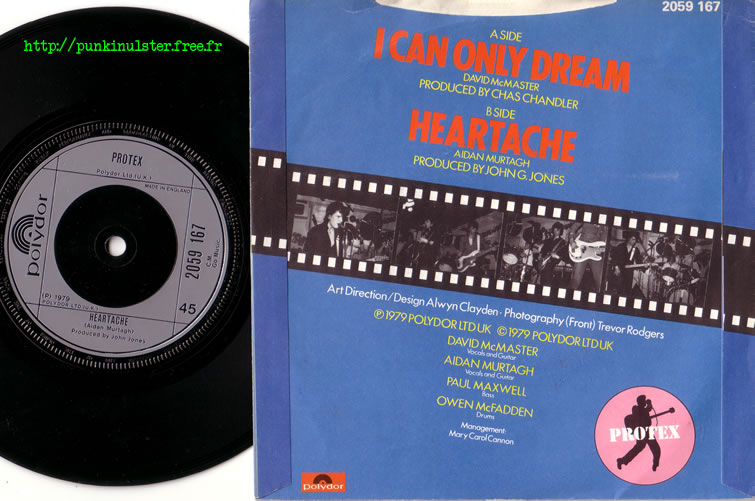 http://punkinulster.free.fr
PROTEX
Polydor Ltd (U.K.)
MADE IN ENGLAND
polydor
2059 167
C.M.
Go Music
(P) 1979
POLYDOR LTD (U.K.)
45
HEARTACHE
(Aiden Murtagh)
Produced by John Jones
2059 167
A SIDE
I CAN ONLY DREAM
DAVID McMASTER
PRODUCED BY CHAS CHANDLER
B SIDE
HEARTACHE
AIDAN MURTAGH
PRODUCED BY JOHN G. JONES
Art Direction/Design Alwyn Clayden · Photography (Front) Trevor Rodgers
℗ 1979 POLYDOR LTD UK © 1979 POLYDOR LTD UK
DAVID McMASTER
Vocals and Guitar
AIDAN MURTAGH
Vocals and Guitar
PAUL MAXWELL
Bass
OWEN McFADDEN
Drums
Management:
Mary Carol Cannon
PROTEX
polydor